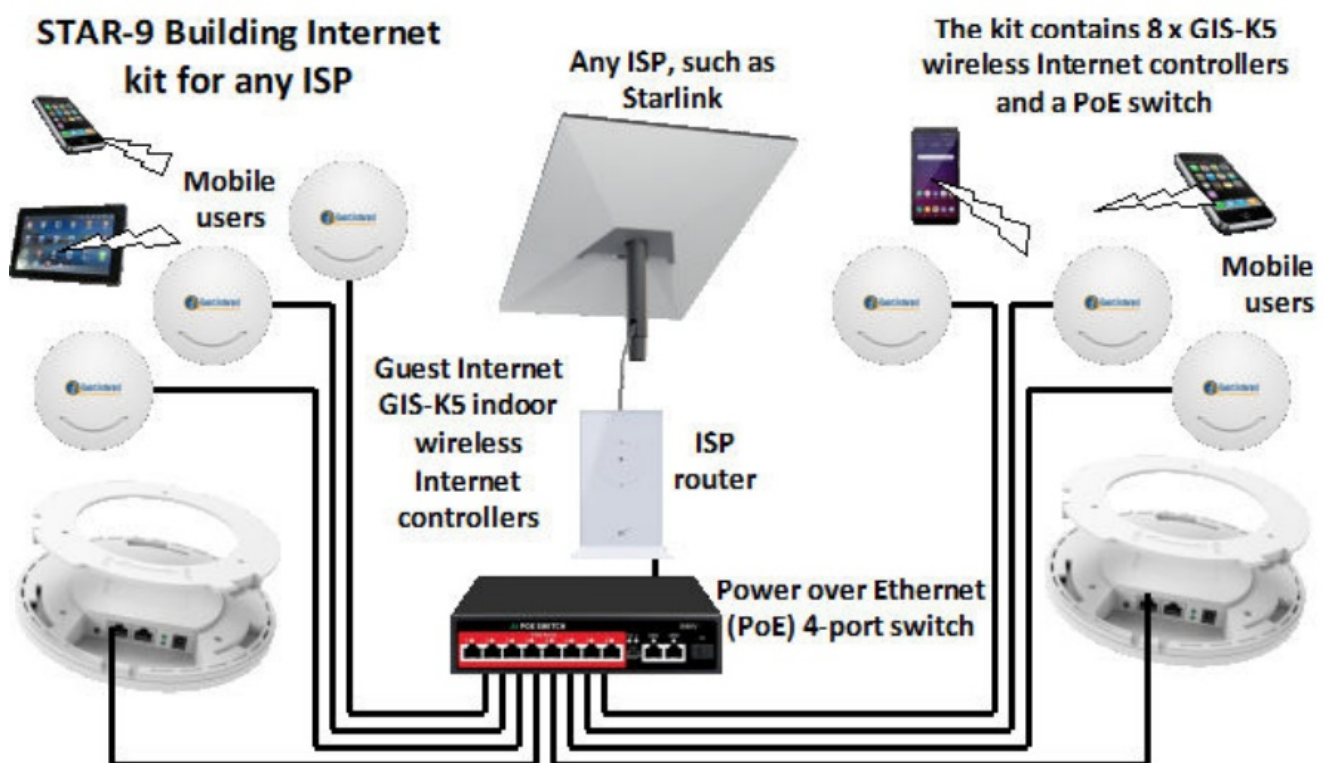 STAR-9 Building Internet
kit for any ISP
Any ISP, such as
Starlink
The kit contains 8 x GIS-K5
wireless Internet controllers
and a PoE switch
Mobile
users
Mobile
users
Guest Internet
GIS-K5 indoor
wireless
Internet
controllers
ISP
router
Power over Ethernet
(PoE) 4-port switch
AI POE SWITCH